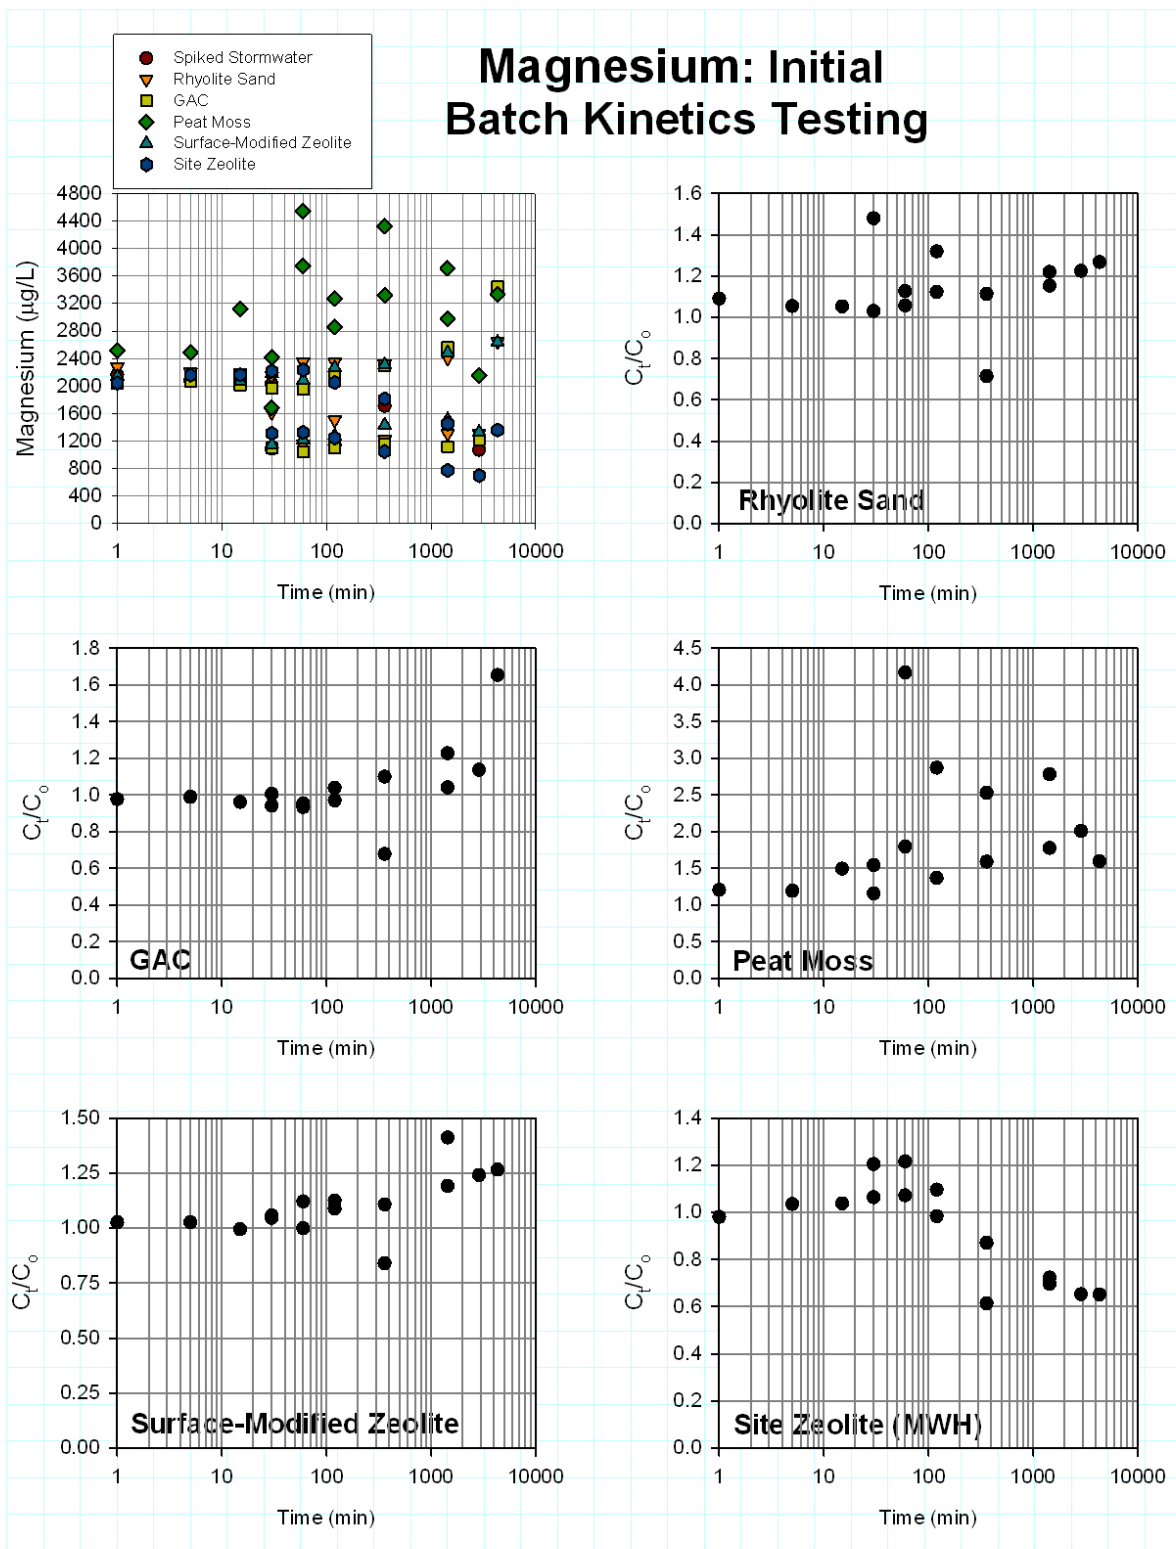 Magnesium: Initial
Batch Kinetics Testing
Spiked Stormwater
Rhyolite Sand
GAC
Peat Moss
Surface-Modified Zeolite
Site Zeolite
4800
4400
4000
3600
3200
2800
2400
2000
1600
1200
800
400
0
Magnesium (µg/L)
1 10 100 1000 10000
Time (min)
1.6
1.4
1.2
1.0
0.8
0.6
0.4
0.2
0.0
Ct/Co
Rhyolite Sand
1 10 100 1000 10000
Time (min)
1.8
1.6
1.4
1.2
1.0
0.8
0.6
0.4
0.2
0.0
Ct/Co
GAC
1 10 100 1000 10000
Time (min)
4.5
4.0
3.5
3.0
2.5
2.0
1.5
1.0
0.5
0.0
Ct/Co
Peat Moss
1 10 100 1000 10000
Time (min)
1.50
1.25
1.00
0.75
0.50
0.25
0.00
Ct/Co
Surface-Modified Zeolite
1 10 100 1000 10000
Time (min)
1.4
1.2
1.0
0.8
0.6
0.4
0.2
0.0
Ct/Co
Site Zeolite (MWH)
1 10 100 1000 10000
Time (min)